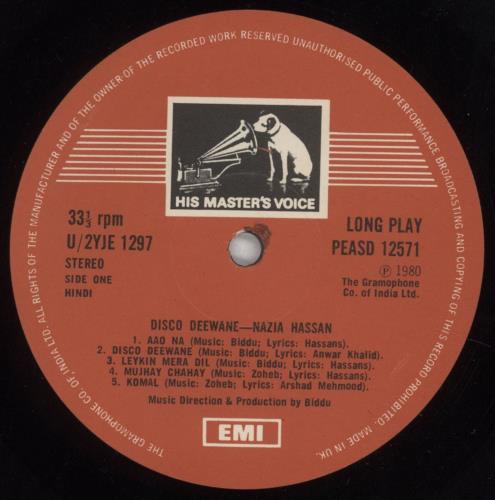 ALL RIGHTS OF THE MANUFACTURER AND OF THE OWNER OF THE RECORDED WORK RESERVED UNAUTHORISED PUBLIC PERFORMANCE BROADCASTING AND COPYING OF THIS RECORD PROHIBITED. MADE IN UK.
THE GRAMOPHONE CO. OF INDIA LTD.
HIS MASTER'S VOICE
33⅓ rpm
U/2YJE 1297
STEREO
SIDE ONE
HINDI
LONG PLAY
PEASD 12571
Ⓟ 1980
The Gramophone
Co. of India Ltd.
DISCO DEEWANE—NAZIA HASSAN
1. AAO NA (Music: Biddu; Lyrics: Hassans).
2. DISCO DEEWANE (Music: Biddu; Lyrics: Anwar Khalid).
3. LEYKIN MERA DIL (Music: Biddu; Lyrics: Hassans).
4. MUJHAY CHAHAY (Music: Zoheb; Lyrics: Hassans).
5. KOMAL (Music: Zoheb; Lyrics: Arshad Mehmood).
Music Direction & Production by Biddu
EMI